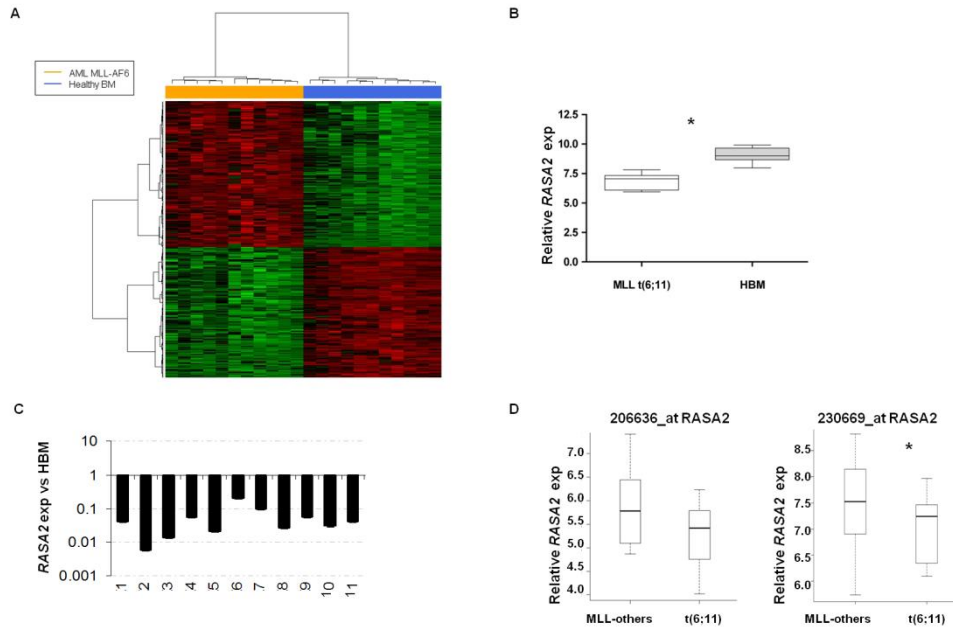 A
AML MLL-AF6
Healthy BM
B
Relative RASA2 exp
12.5
10.0
7.5
5.0
2.5
0.0
*
MLL t(6;11)
HBM
C
RASA2 exp vs HBM
10
1
0.1
0.01
0.001
.1
2
3
.4
.5
6
.7
8
9
10
11
D
206636_at RASA2
Relative RASA2 exp
7.0
6.5
6.0
5.5
5.0
4.5
4.0
MLL-others
t(6;11)
230669_at RASA2
Relative RASA2 exp
8.5
8.0
7.5
7.0
6.5
6.0
*
MLL-others
t(6;11)